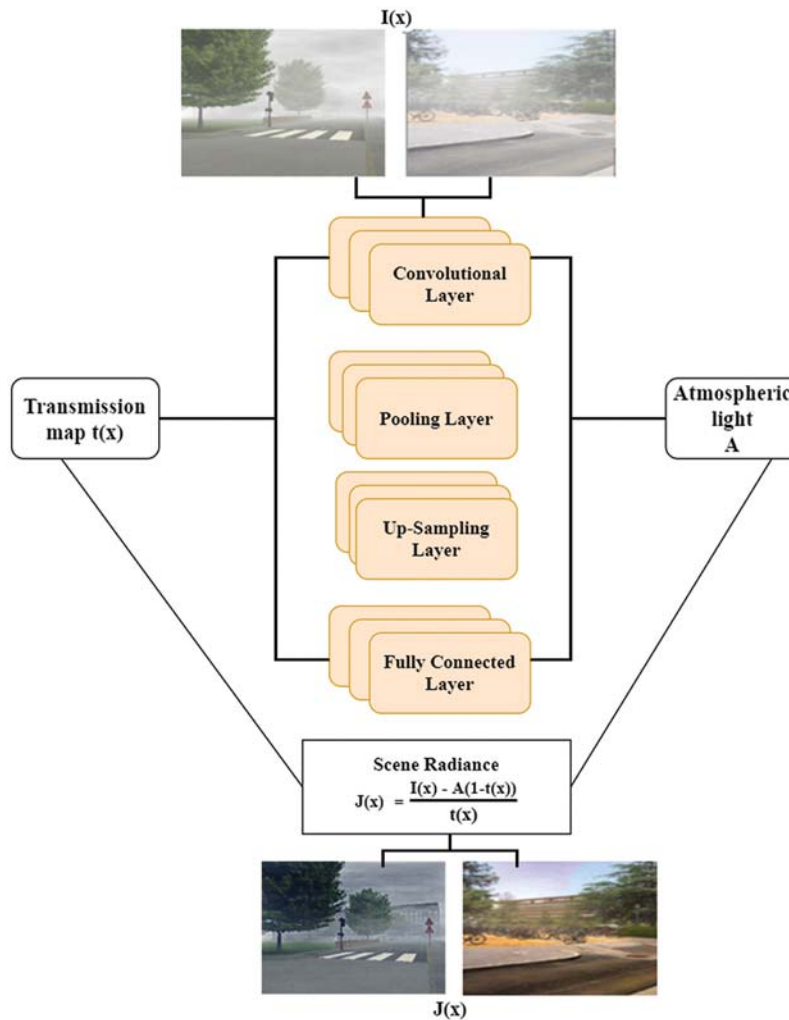 I(x)
Convolutional
Layer
Pooling Layer
Transmission
map t(x)
Atmospheric
light
A
Up-Sampling
Layer
Fully Connected
Layer
Scene Radiance
J(x) = I(x) - A(1-t(x))
t(x)
J(x)